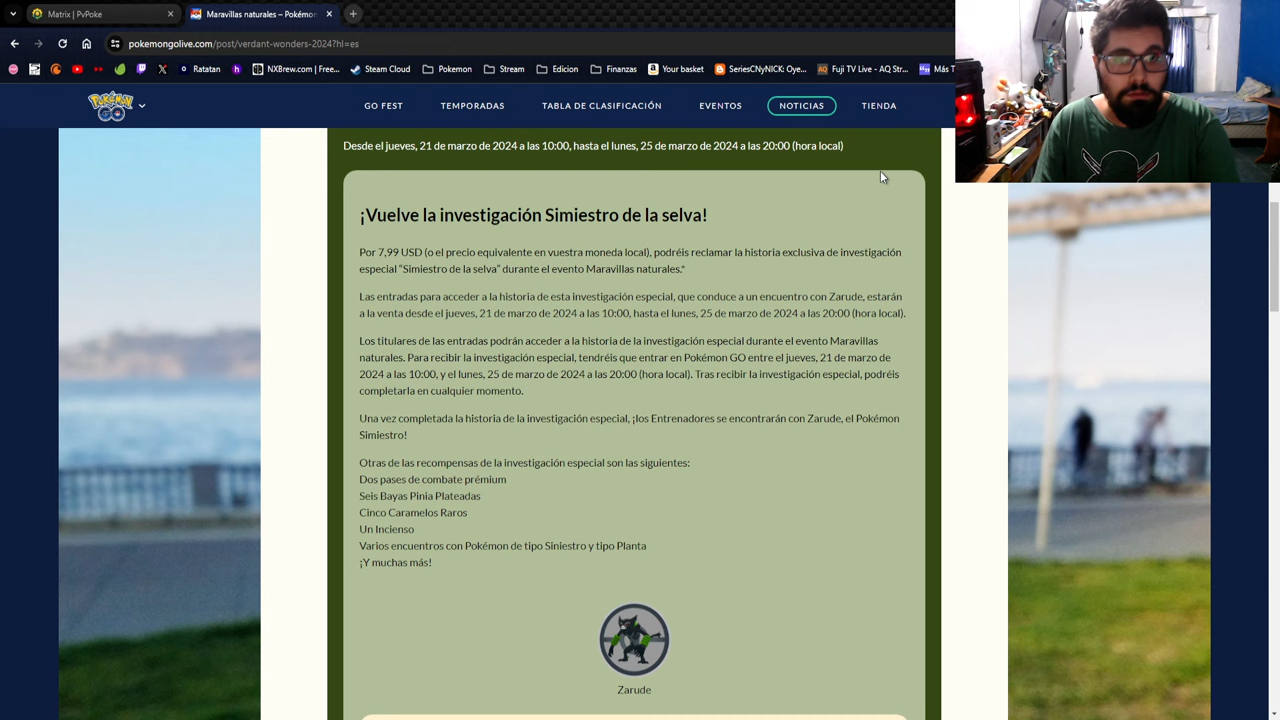 Matrix | PvPoke
Maravillas naturales – Pokémon
pokemongolive.com/post/verdant-wonders-2024?hl=es
Ratatan
NXBrew.com | Free...
Steam Cloud
Pokemon
Stream
Edicion
Finanzas
Your basket
SeriesCNyNICK: Oye...
Fuji TV Live - AQ Str...
Más T
POKÉMON
GO
GO FEST
TEMPORADAS
TABLA DE CLASIFICACIÓN
EVENTOS
NOTICIAS
TIENDA
Desde el jueves, 21 de marzo de 2024 a las 10:00, hasta el lunes, 25 de marzo de 2024 a las 20:00 (hora local)
¡Vuelve la investigación Simiestro de la selva!
Por 7,99 USD (o el precio equivalente en vuestra moneda local), podréis reclamar la historia exclusiva de investigación
especial “Simiestro de la selva” durante el evento Maravillas naturales.*
Las entradas para acceder a la historia de esta investigación especial, que conduce a un encuentro con Zarude, estarán
a la venta desde el jueves, 21 de marzo de 2024 a las 10:00, hasta el lunes, 25 de marzo de 2024 a las 20:00 (hora local).
Los titulares de las entradas podrán acceder a la historia de la investigación especial durante el evento Maravillas
naturales. Para recibir la investigación especial, tendréis que entrar en Pokémon GO entre el jueves, 21 de marzo de
2024 a las 10:00, y el lunes, 25 de marzo de 2024 a las 20:00 (hora local). Tras recibir la investigación especial, podréis
completarla en cualquier momento.
Una vez completada la historia de la investigación especial, ¡los Entrenadores se encontrarán con Zarude, el Pokémon
Simiestro!
Otras de las recompensas de la investigación especial son las siguientes:
Dos pases de combate prémium
Seis Bayas Pinia Plateadas
Cinco Caramelos Raros
Un Incienso
Varios encuentros con Pokémon de tipo Siniestro y tipo Planta
¡Y muchas más!
Zarude